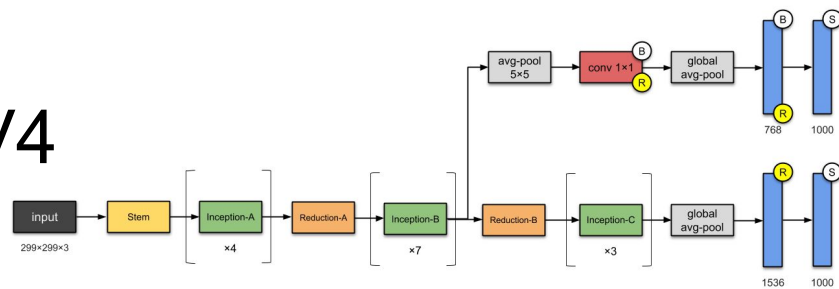 V4
avg-pool
5×5
conv 1×1
B
R
global
avg-pool
B
R
768
S
1000
input
299×299×3
Stem
Inception-A
×4
Reduction-A
Inception-B
×7
Reduction-B
Inception-C
×3
global
avg-pool
R
1536
S
1000